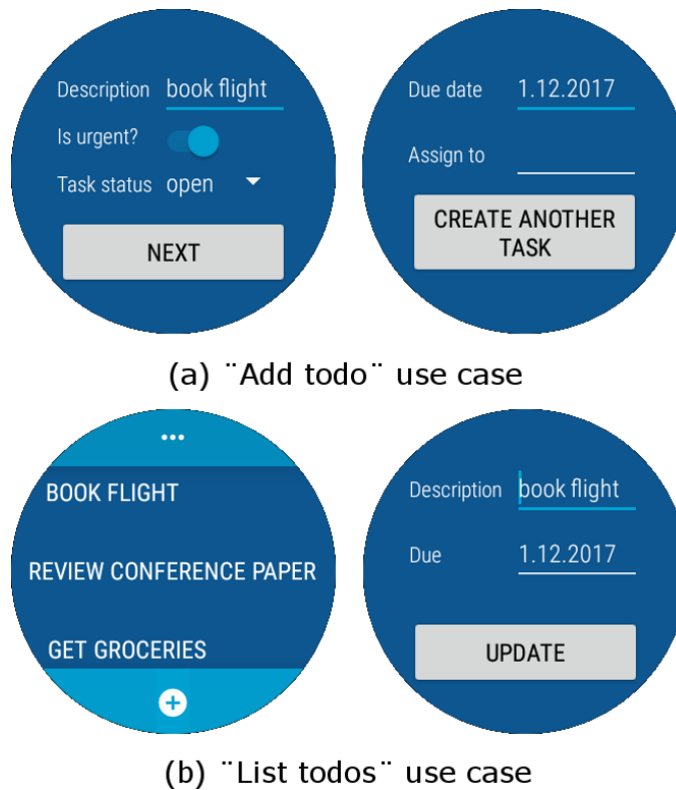 Description book flight
Is urgent?
Task status open
NEXT
Due date 1.12.2017
Assign to
CREATE ANOTHER
TASK
(a) ¨Add todo¨ use case
...
BOOK FLIGHT
REVIEW CONFERENCE PAPER
GET GROCERIES
+
Description book flight
Due 1.12.2017
UPDATE
(b) ¨List todos¨ use case